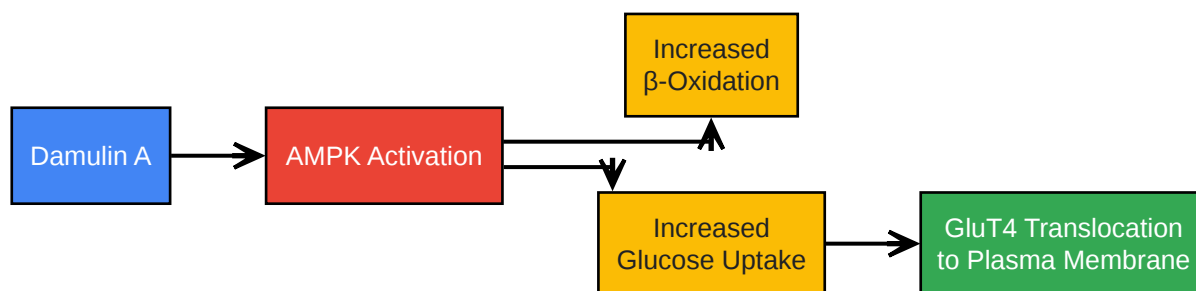 Increased
β-Oxidation
Damulin A
AMPK Activation
Increased
Glucose Uptake
GluT4 Translocation
to Plasma Membrane